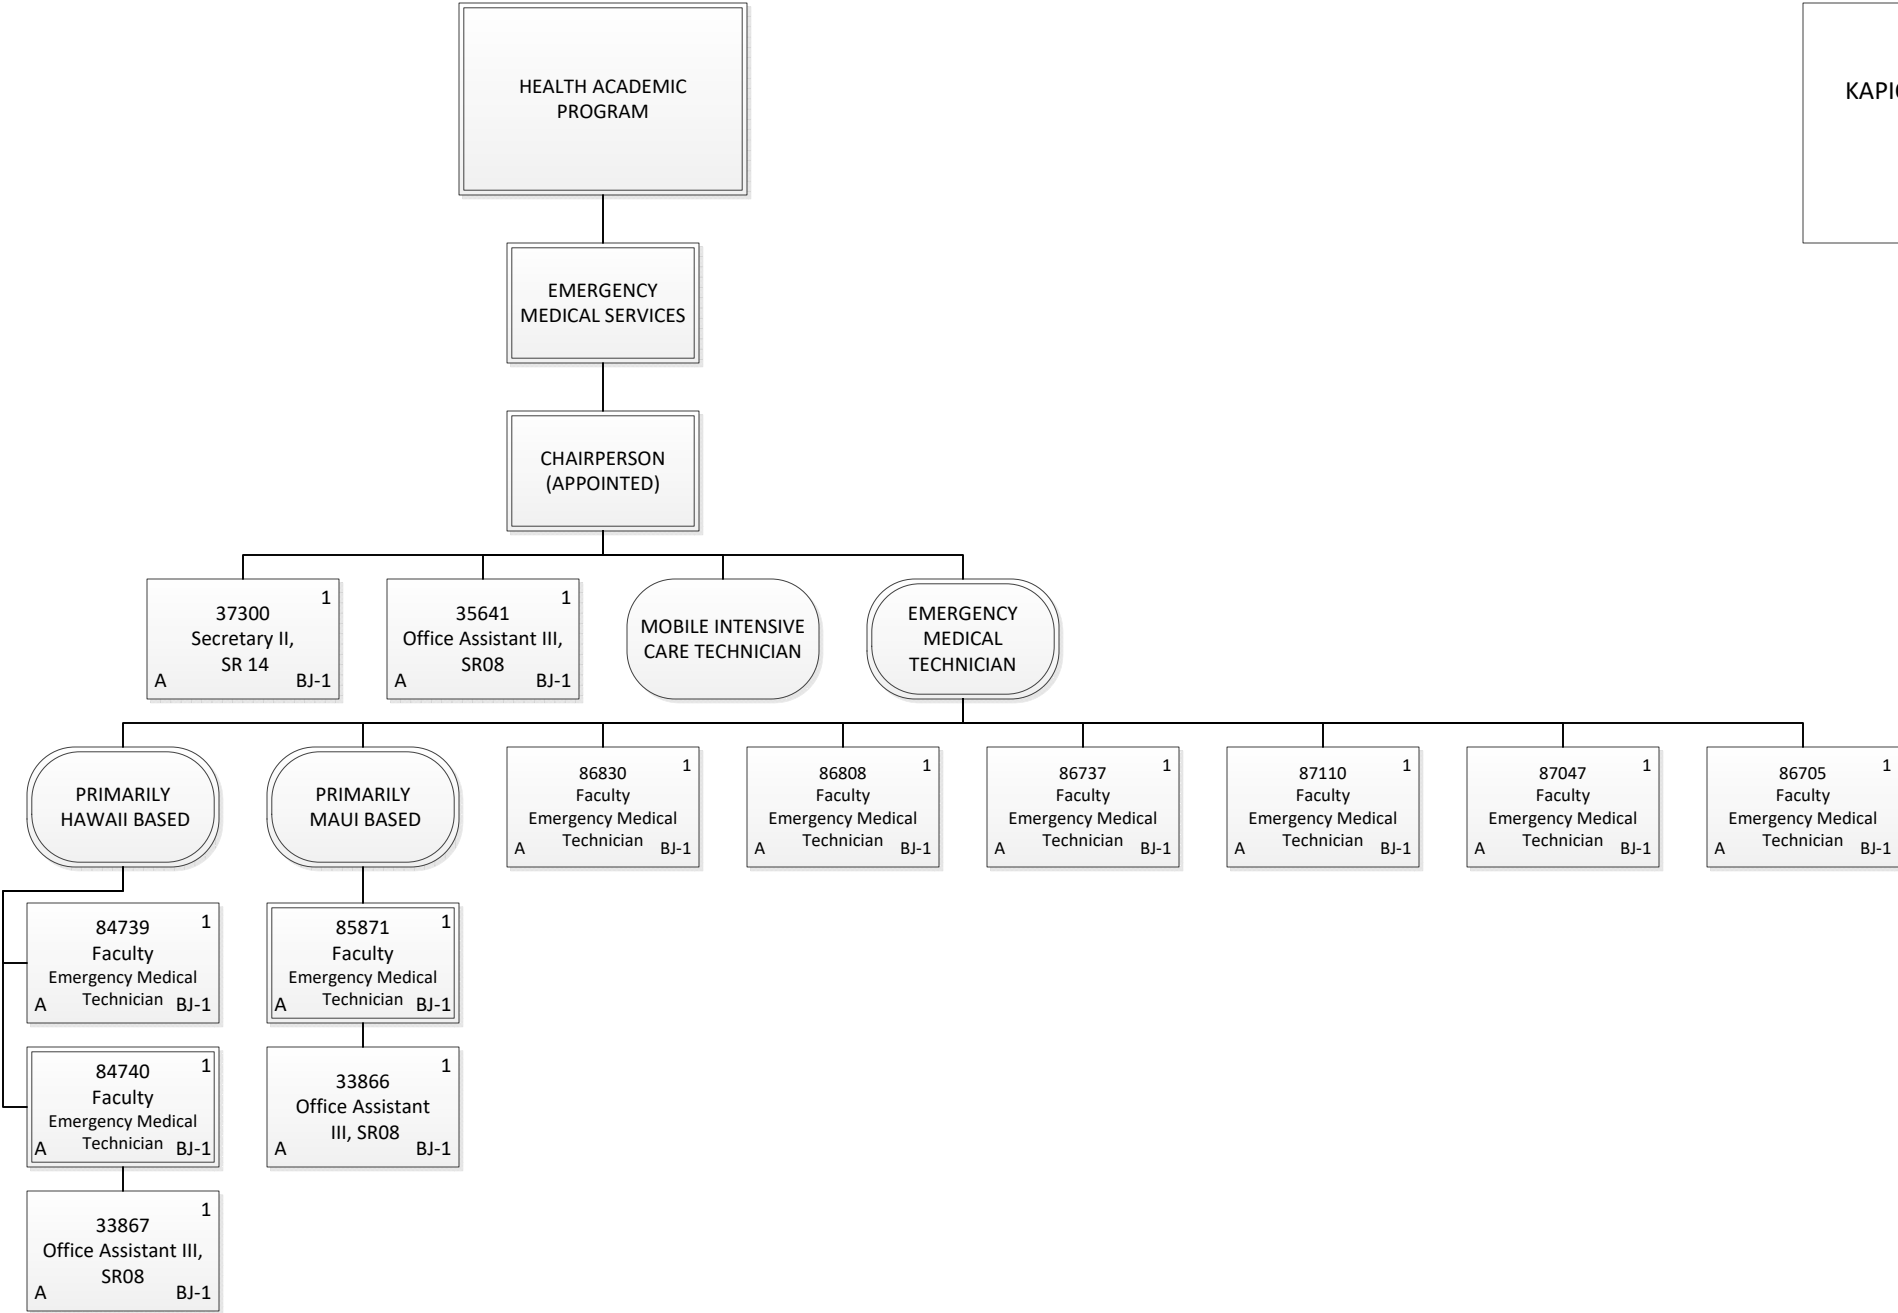 HEALTH ACADEMIC
PROGRAM
EMERGENCY
MEDICAL SERVICES
CHAIRPERSON
(APPOINTED)
1
37300
Secretary II,
SR 14
A BJ-1
1
35641
Office Assistant III,
SR08
A BJ-1
MOBILE INTENSIVE
CARE TECHNICIAN
EMERGENCY
MEDICAL
TECHNICIAN
PRIMARILY
HAWAII BASED
PRIMARILY
MAUI BASED
1
86830
Faculty
Emergency Medical
Technician
A BJ-1
1
86808
Faculty
Emergency Medical
Technician
A BJ-1
1
86737
Faculty
Emergency Medical
Technician
A BJ-1
1
87110
Faculty
Emergency Medical
Technician
A BJ-1
1
87047
Faculty
Emergency Medical
Technician
A BJ-1
1
86705
Faculty
Emergency Medical
Technician
A BJ-1
1
84739
Faculty
Emergency Medical
Technician
A BJ-1
1
85871
Faculty
Emergency Medical
Technician
A BJ-1
1
84740
Faculty
Emergency Medical
Technician
A BJ-1
1
33866
Office Assistant
III, SR08
A BJ-1
1
33867
Office Assistant III,
SR08
A BJ-1